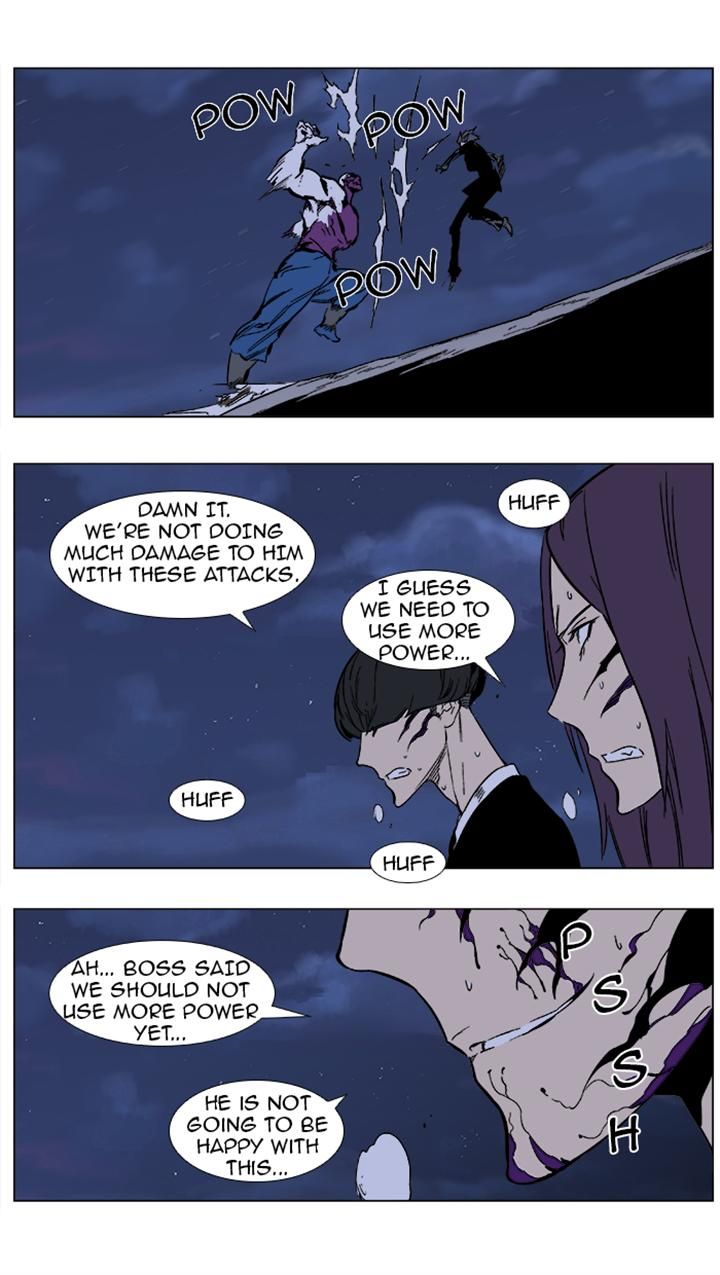 POW
POW
POW
DAMN IT.
WE'RE NOT DOING
MUCH DAMAGE TO HIM
WITH THESE ATTACKS.
HUFF
I GUESS
WE NEED TO
USE MORE
POWER...
HUFF
HUFF
AH... BOSS SAID
WE SHOULD NOT
USE MORE POWER
YET...
PSSH
HE IS NOT
GOING TO BE
HAPPY WITH
THIS...